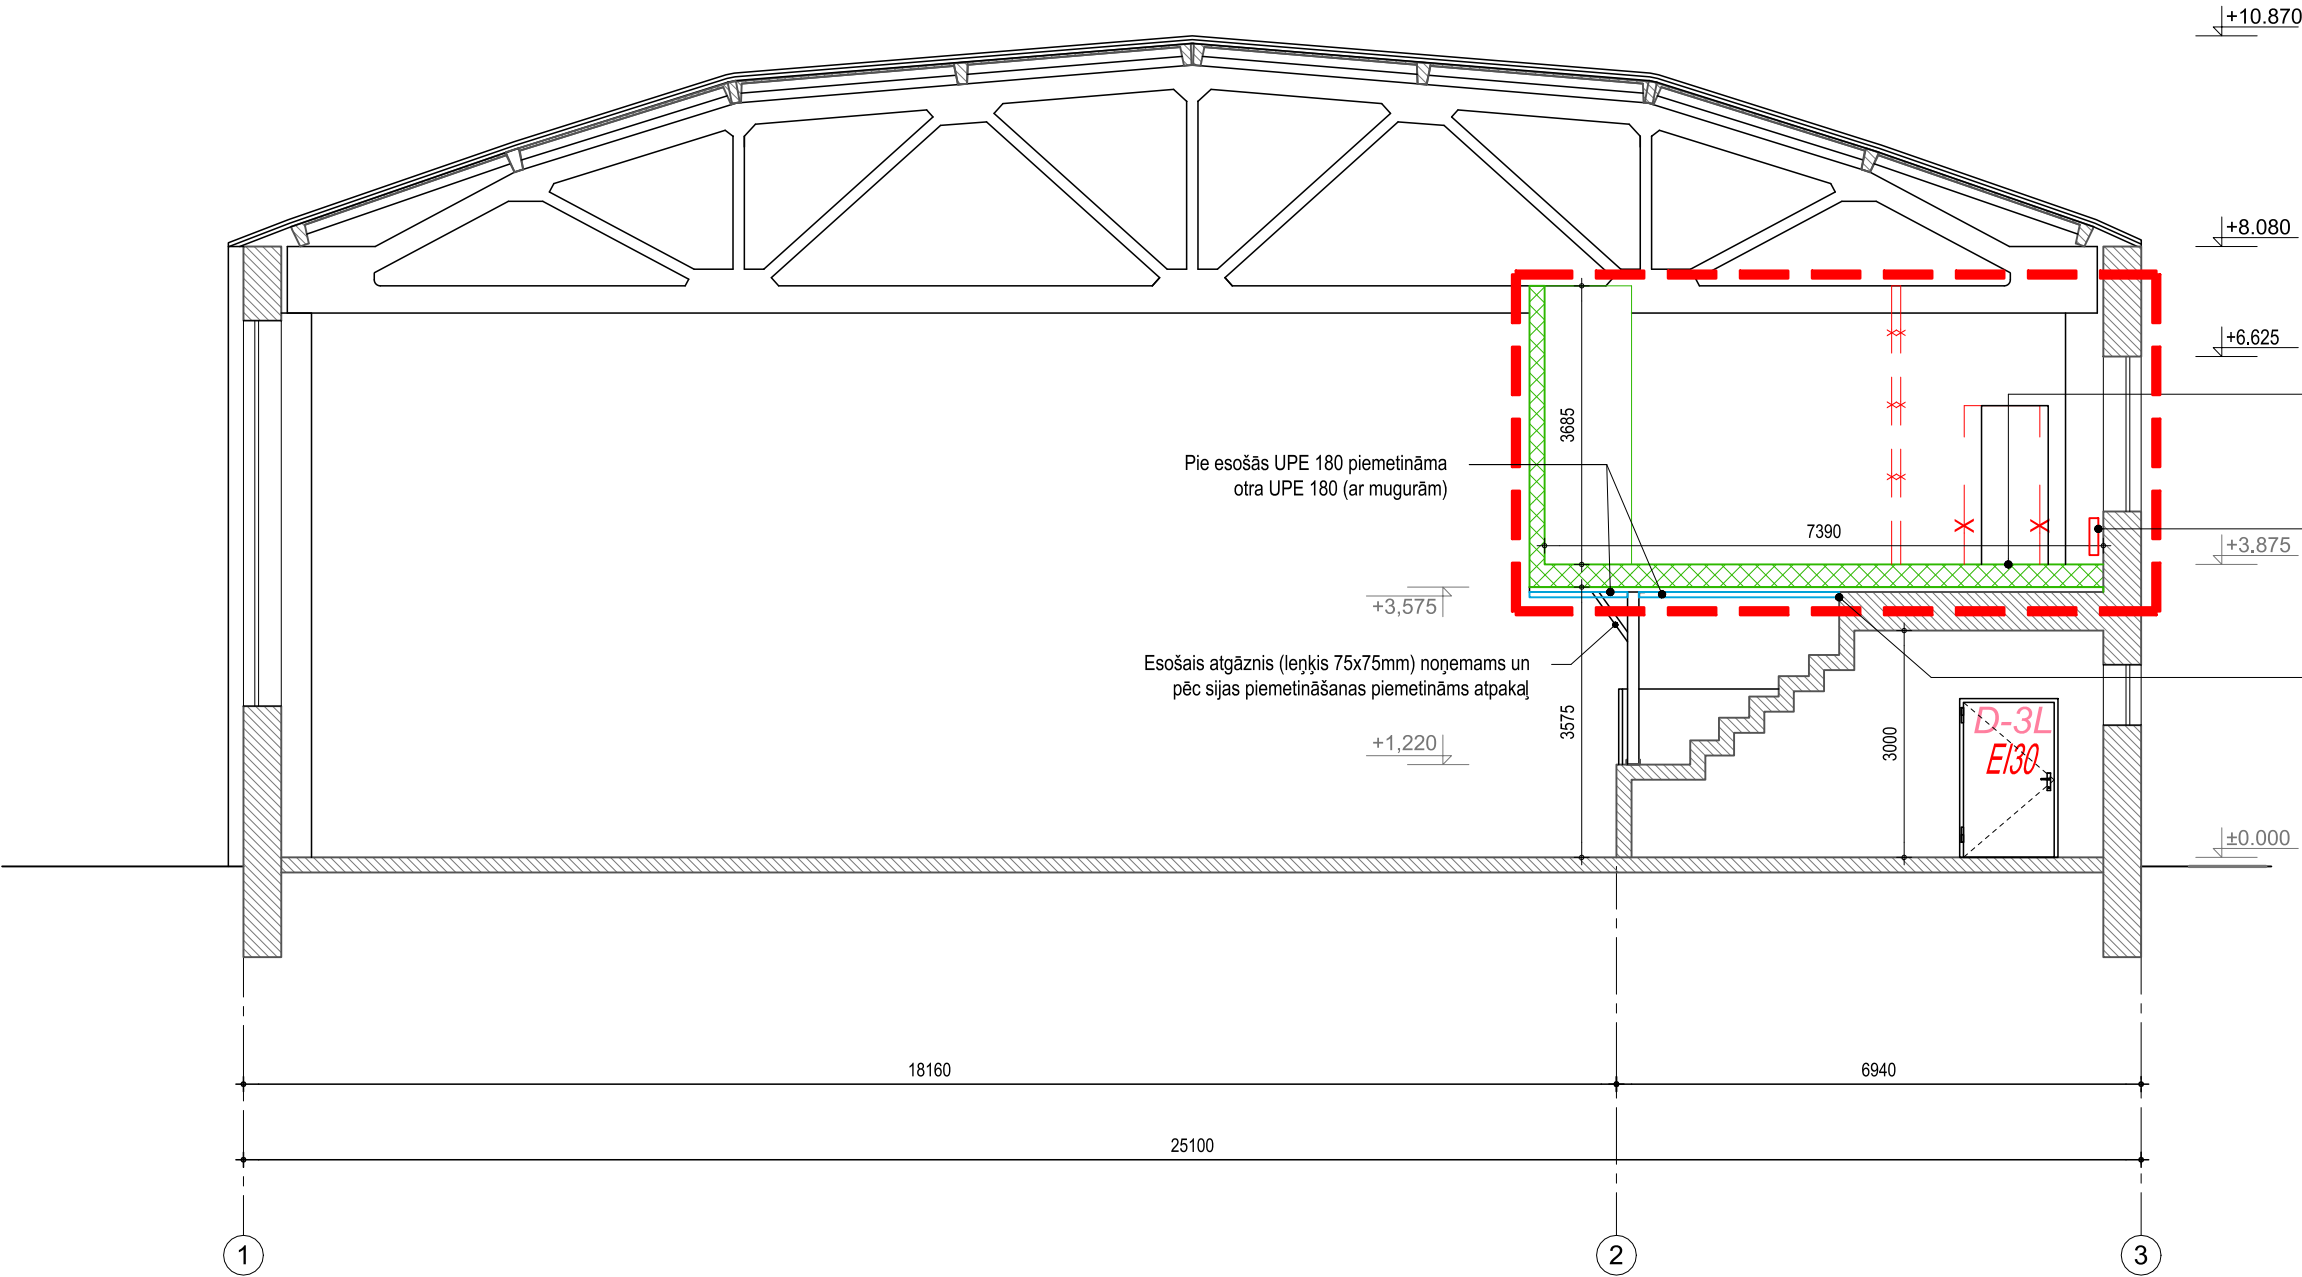 +10.870
+8.080
+6.625
3685
Pie esošās UPE 180 piemetināma
otra UPE 180 (ar mugurām)
7390
+3.875
+3,575
Esošais atgāznis (leņķis 75x75mm) noņemams un
pēc sijas piemetināšanas piemetināms atpakaļ
3575
3000
D-3L
EI30
+1,220
±0.000
18160
6940
25100
1
2
3